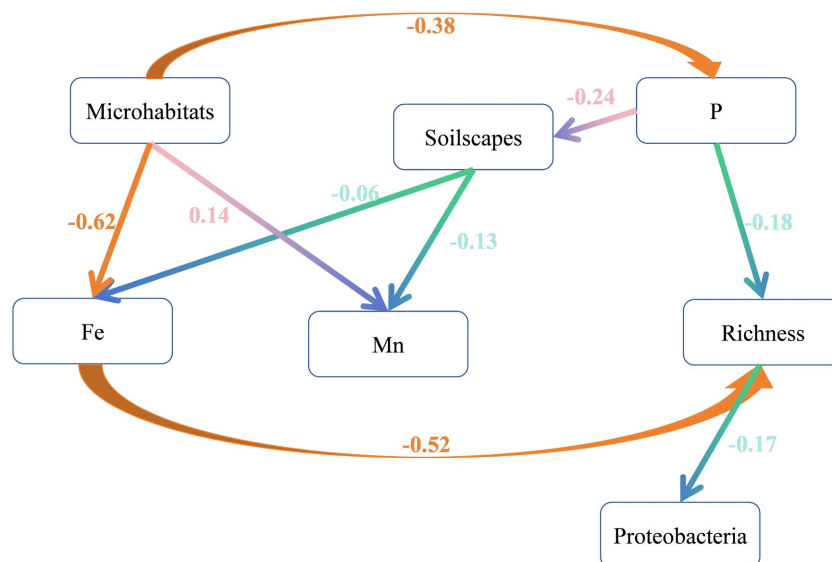 -0.38
Microhabitats
P
-0.24
Soilscapes
-0.06
-0.62
0.14
-0.13
-0.18
Fe
Mn
Richness
-0.52
-0.17
Proteobacteria